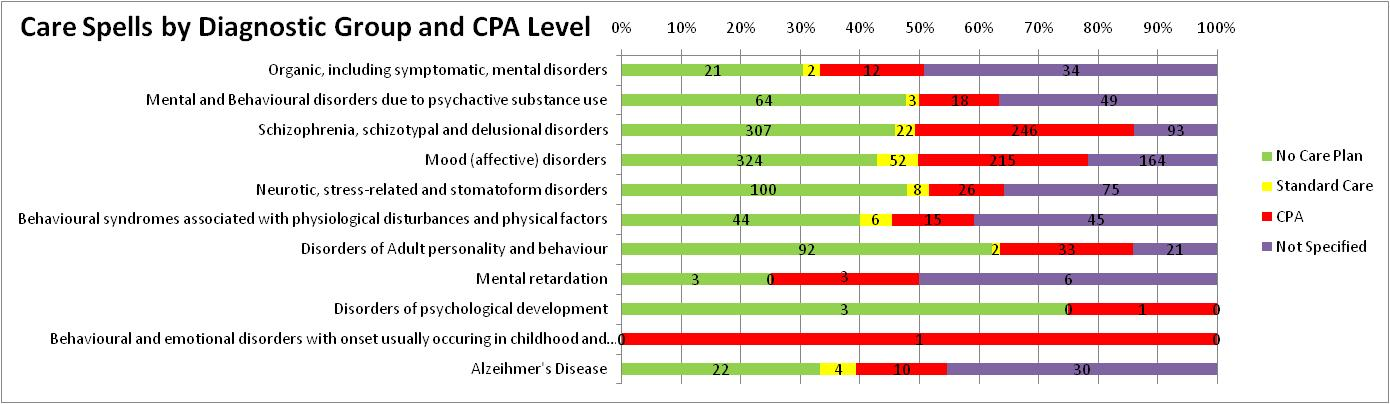 Care Spells by Diagnostic Group and CPA Level
0% 10% 20% 30% 40% 50% 60% 70% 80% 90% 100%
Organic, including symptomatic, mental disorders 21 2 12 34
Mental and Behavioural disorders due to psychactive substance use 64 3 18 49
Schizophrenia, schizotypal and delusional disorders 307 22 246 93
Mood (affective) disorders 324 52 215 164
Neurotic, stress-related and stomatoform disorders 100 8 26 75
Behavioural syndromes associated with physiological disturbances and physical factors 44 6 15 45
Disorders of Adult personality and behaviour 92 2 33 21
Mental retardation 3 0 3 6
Disorders of psychological development 3 0 1 0
Behavioural and emotional disorders with onset usually occuring in childhood and... 0 1 0
Alzeihmer's Disease 22 4 10 30
No Care Plan
Standard Care
CPA
Not Specified